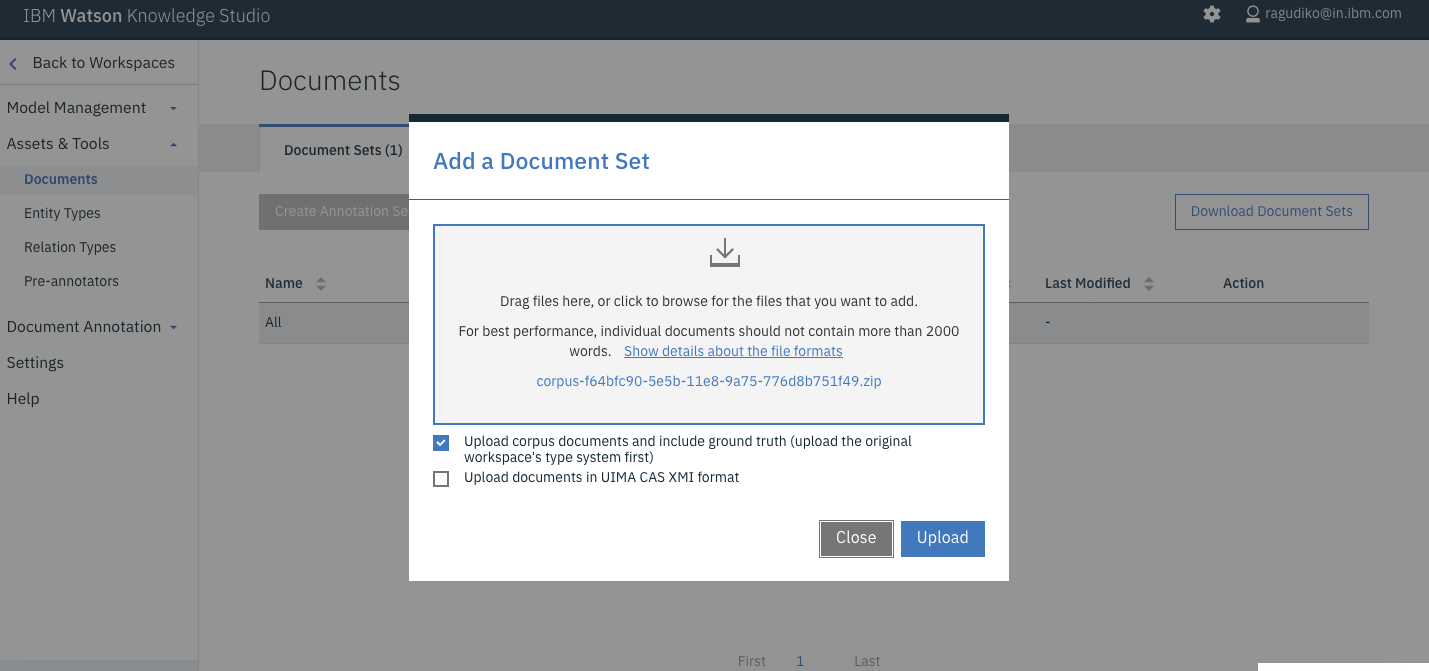 IBM Watson Knowledge Studio
ragudiko@in.ibm.com
Back to Workspaces
Model Management
Assets & Tools
Documents
Entity Types
Relation Types
Pre-annotators
Document Annotation
Settings
Help
Documents
Document Sets (1)
Create Annotation Se
Download Document Sets
Name
Last Modified
Action
All
-
Add a Document Set
Drag files here, or click to browse for the files that you want to add.
For best performance, individual documents should not contain more than 2000
words. Show details about the file formats
corpus-f64bfc90-5e5b-11e8-9a75-776d8b751f49.zip
Upload corpus documents and include ground truth (upload the original
workspace's type system first)
Upload documents in UIMA CAS XMI format
Close
Upload
First 1 Last